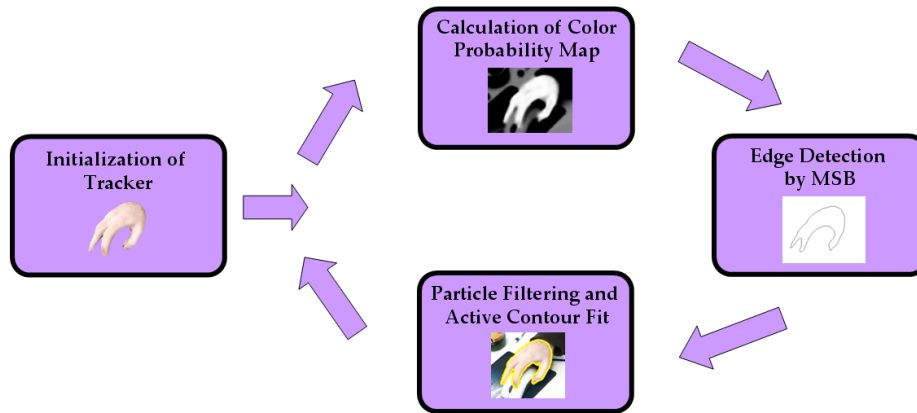 Calculation of Color
Probability Map
Initialization of
Tracker
Edge Detection
by MSB
Particle Filtering and
Active Contour Fit